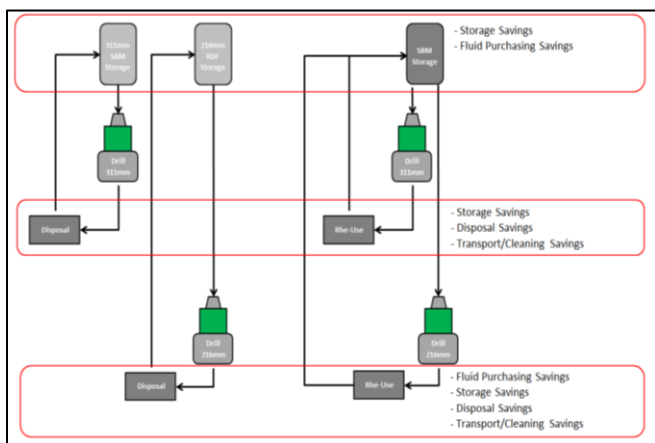 311mm
SBM
Storage
216mm
RDF
Storage
SBM
Storage
- Storage Savings
- Fluid Purchasing Savings
Drill
311mm
Drill
311mm
Disposal
Rhe-Use
- Storage Savings
- Disposal Savings
- Transport/Cleaning Savings
Drill
216mm
Drill
216mm
Disposal
Rhe-Use
- Fluid Purchasing Savings
- Storage Savings
- Disposal Savings
- Transport/Cleaning Savings